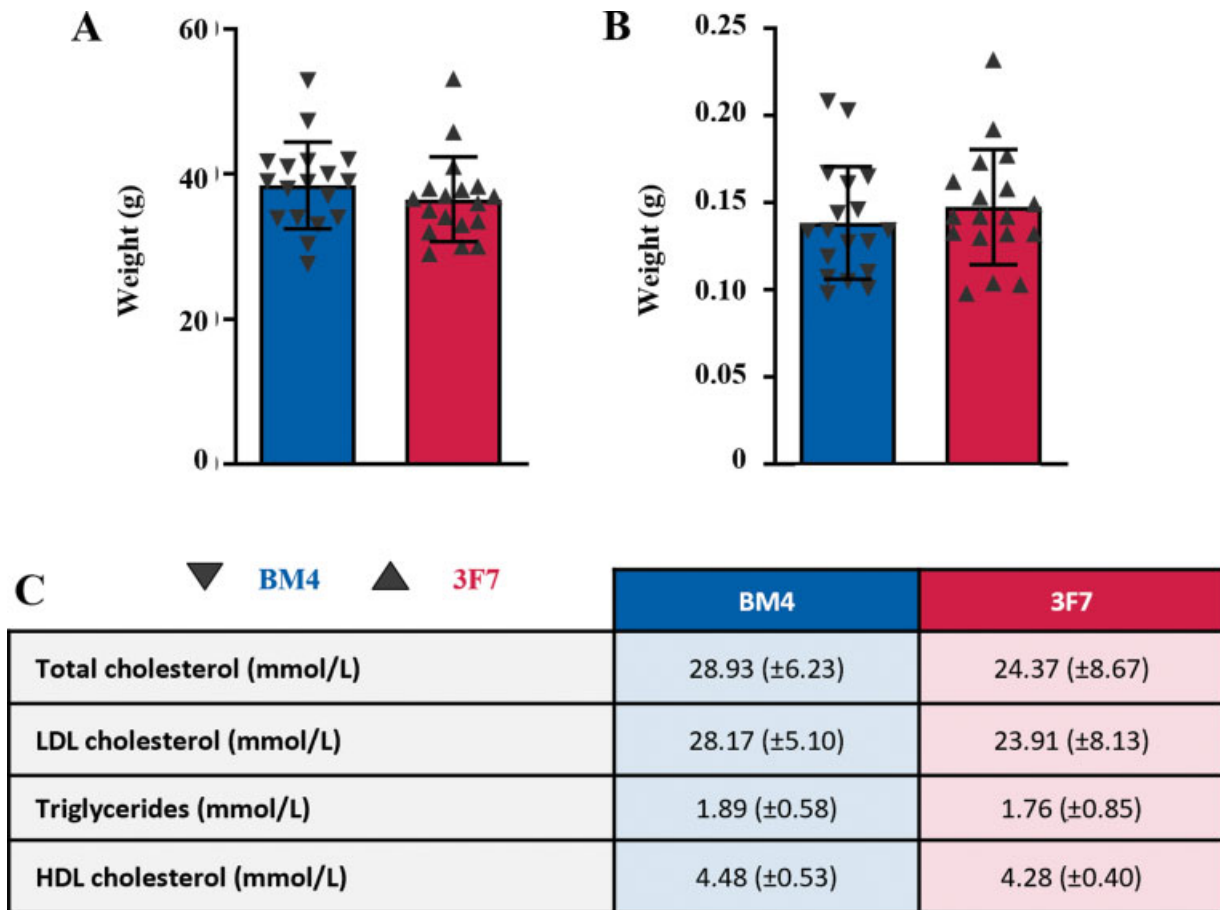 A
60
40
20
0
Weight (g)
B
0.25
0.20
0.15
0.10
0.05
0
Weight (g)
BM4 3F7
C
BM4 3F7
Total cholesterol (mmol/L) 28.93 (±6.23) 24.37 (±8.67)
LDL cholesterol (mmol/L) 28.17 (±5.10) 23.91 (±8.13)
Triglycerides (mmol/L) 1.89 (±0.58) 1.76 (±0.85)
HDL cholesterol (mmol/L) 4.48 (±0.53) 4.28 (±0.40)